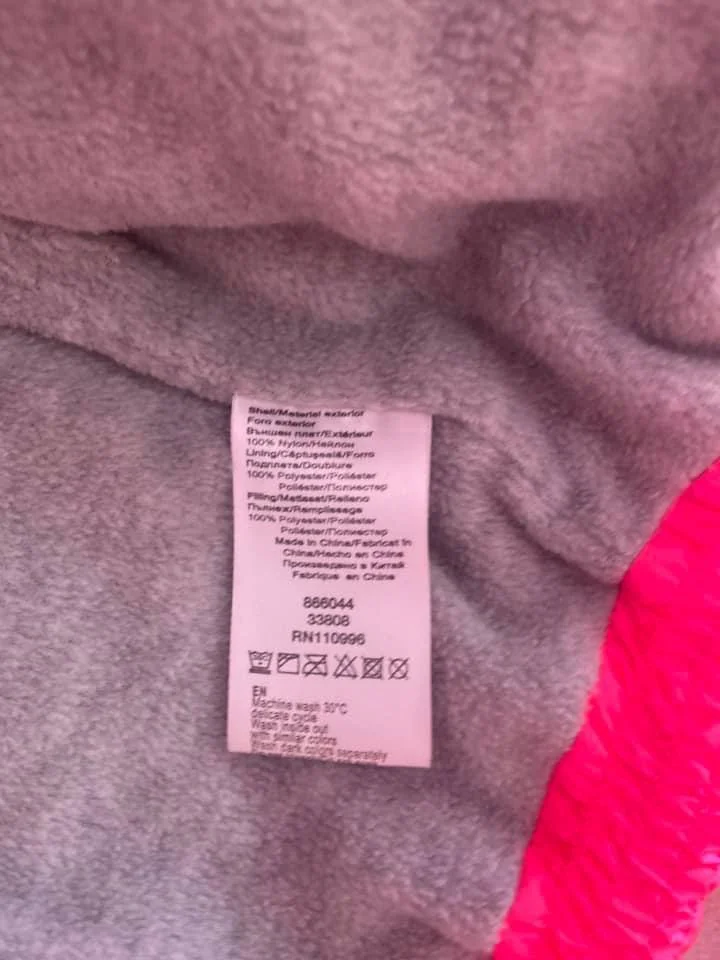 Shell/Material exterior
Foro exterior
Външен плат/Extérieur
100% Nylon/Найлон
Lining/Căptuşeală/Forro
Подплата/Doublure
100% Polyester/Poliéster
Poliéster/Полиестер
Filling/Matlasat/Relleno
Пълнеж/Remplissage
100% Polyester/Poliéster
Poliéster/Полиестер
Made in China/Fabricat în
China/Hecho en China
Произведено в Китай
Fabriqué en Chine
866044
33808
RN110996
EN
Machine wash 30°C
delicate cycle
Wash inside out
with similar colors
Wash dark colors separately